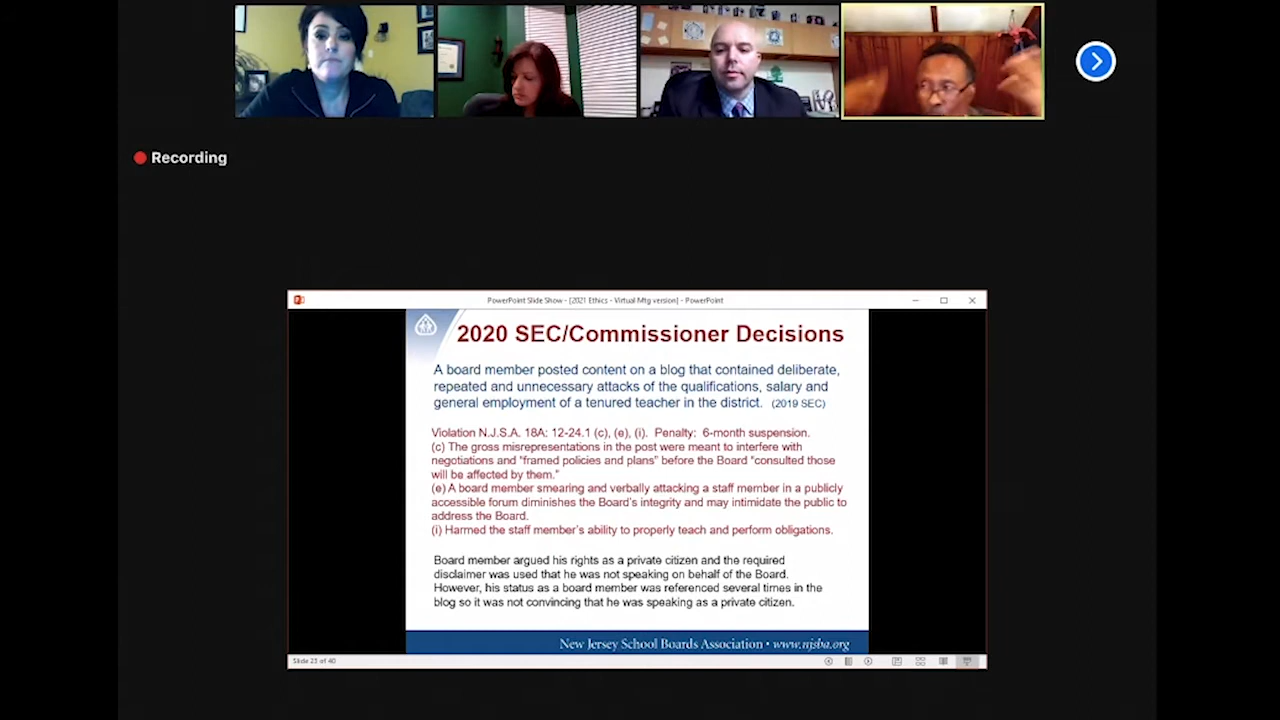 Recording
PowerPoint Slide Show - [2021 Ethics - Virtual Mtg version] - PowerPoint
2020 SEC/Commissioner Decisions
A board member posted content on a blog that contained deliberate,
repeated and unnecessary attacks of the qualifications, salary and
general employment of a tenured teacher in the district. (2019 SEC)
Violation N.J.S.A. 18A: 12-24.1 (c), (e), (i). Penalty: 6-month suspension.
(c) The gross misrepresentations in the post were meant to interfere with
negotiations and “framed policies and plans” before the Board “consulted those
will be affected by them.”
(e) A board member smearing and verbally attacking a staff member in a publicly
accessible forum diminishes the Board’s integrity and may intimidate the public to
address the Board.
(i) Harmed the staff member’s ability to properly teach and perform obligations.
Board member argued his rights as a private citizen and the required
disclaimer was used that he was not speaking on behalf of the Board.
However, his status as a board member was referenced several times in the
blog so it was not convincing that he was speaking as a private citizen.
New Jersey School Boards Association • www.njsba.org
Slide 23 of 40